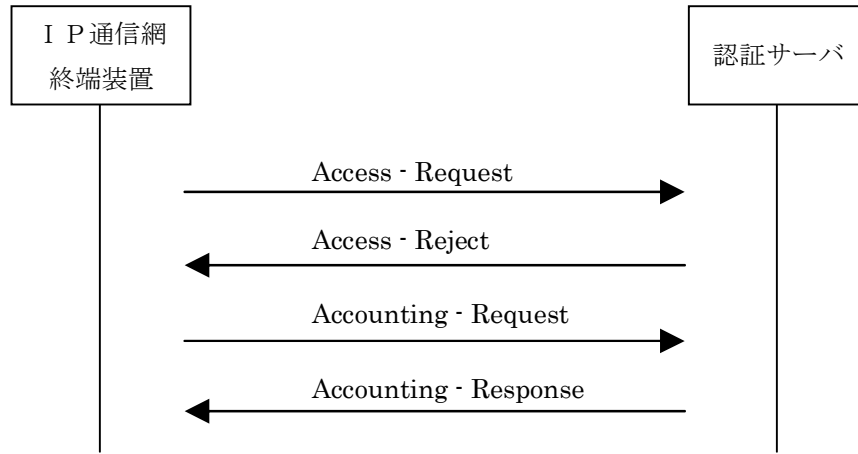 ＩＰ通信網
終端装置
認証サーバ
Access - Request
Access - Reject
Accounting - Request
Accounting - Response